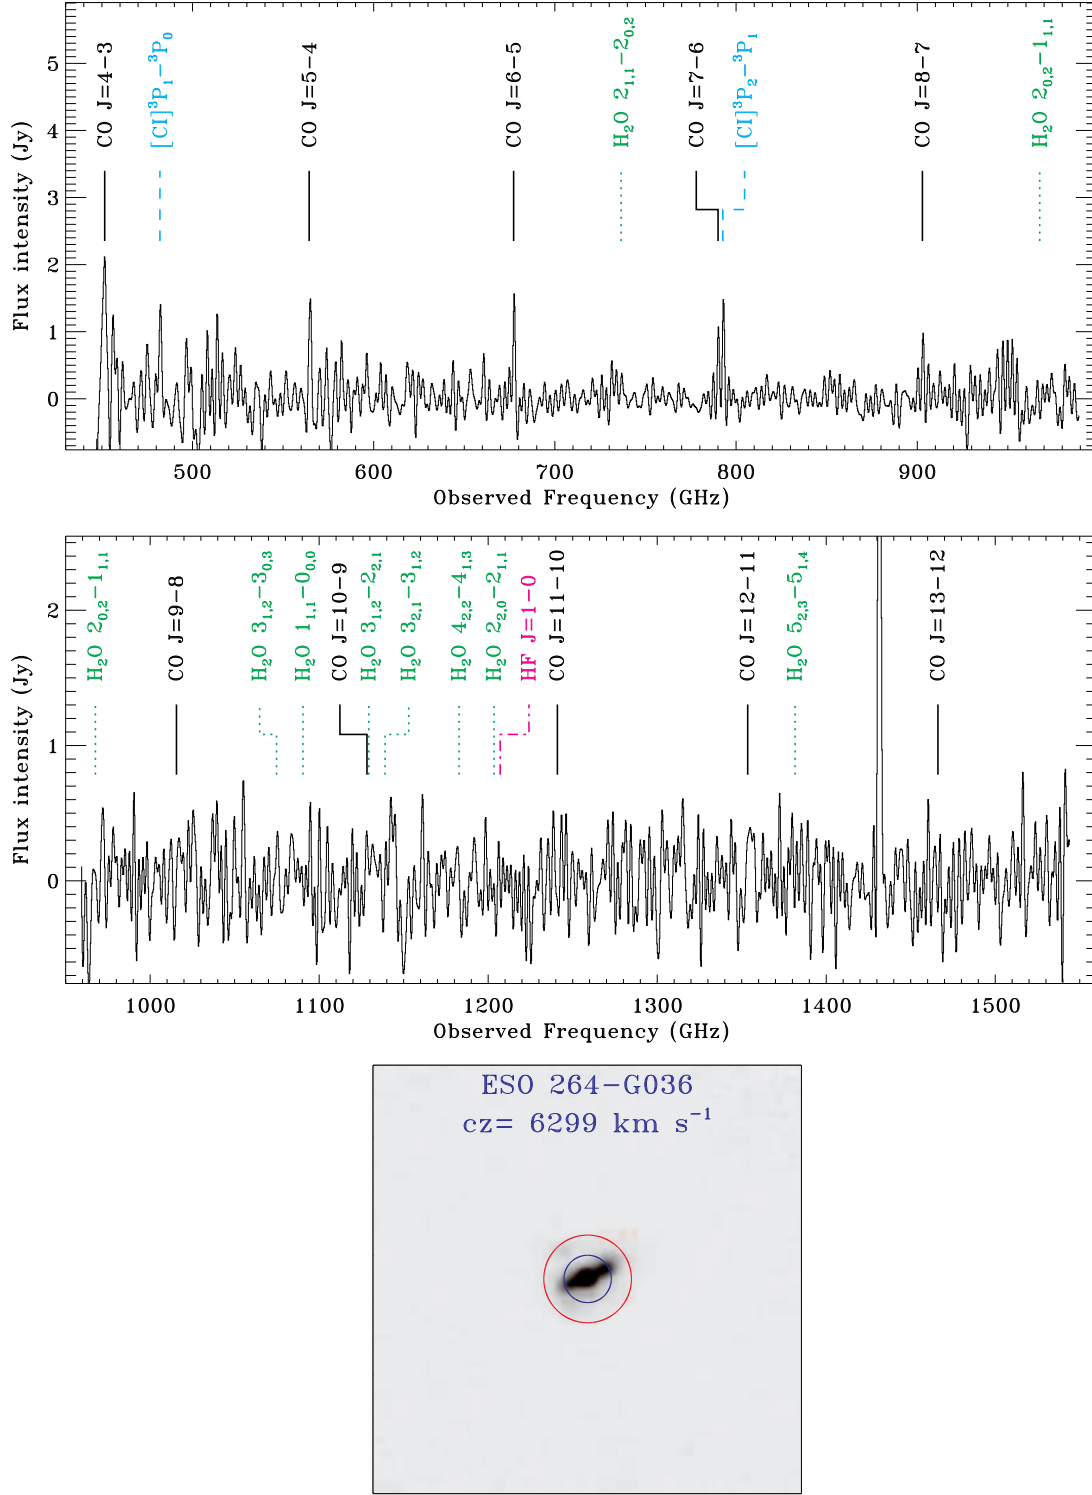 CO J=4−3
[CI]³P₁−³P₀
CO J=5−4
CO J=6−5
H₂O 2₁,₁−2₀,₂
CO J=7−6
[CI]³P₂−³P₁
CO J=8−7
H₂O 2₀,₂−1₁,₁
Flux intensity (Jy)
5
4
3
2
1
0
500 600 700 800 900
Observed Frequency (GHz)
H₂O 2₀,₂−1₁,₁
CO J=9−8
H₂O 3₁,₂−3₀,₃
H₂O 1₁,₁−0₀,₀
CO J=10−9
H₂O 3₁,₂−2₂,₁
H₂O 3₂,₁−3₁,₂
H₂O 4₂,₂−4₁,₃
H₂O 2₂,₀−2₁,₁
HF J=1−0
CO J=11−10
CO J=12−11
H₂O 5₂,₃−5₁,₄
CO J=13−12
Flux intensity (Jy)
2
1
0
1000 1100 1200 1300 1400 1500
Observed Frequency (GHz)
ESO 264−G036
cz= 6299 km s⁻¹